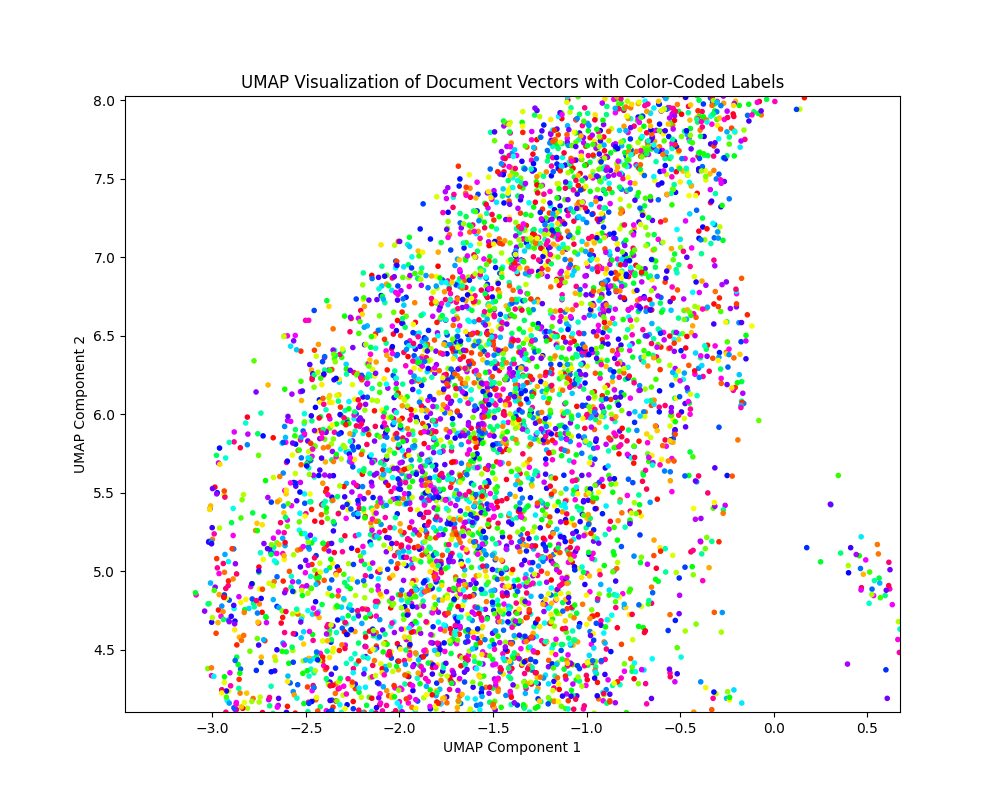 UMAP Visualization of Document Vectors with Color-Coded Labels
8.0
7.5
7.0
6.5
6.0
5.5
5.0
4.5
UMAP Component 2
−3.0 −2.5 −2.0 −1.5 −1.0 −0.5 0.0 0.5
UMAP Component 1